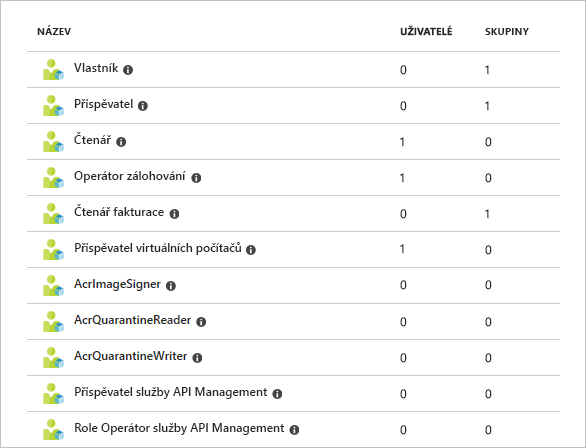 NÁZEV UŽIVATELÉ SKUPINY
Vlastník 0 1
Přispěvatel 0 1
Čtenář 1 0
Operátor zálohování 1 0
Čtenář fakturace 0 1
Přispěvatel virtuálních počítačů 1 0
AcrImageSigner 0 0
AcrQuarantineReader 0 0
AcrQuarantineWriter 0 0
Přispěvatel služby API Management 0 0
Role Operátor služby API Management 0 0